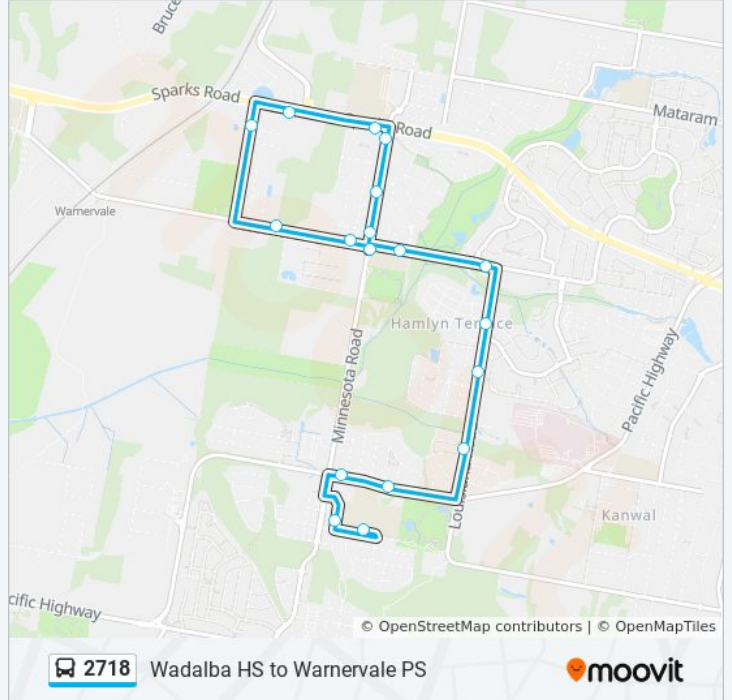 Bruce
Sparks Road
Road
Mataram
Warnervale
Hamlyn Terrace
Minnesota Road
Pacific Highway
Louisiana
Kanwal
cific Highway
© OpenStreetMap contributors | © OpenMapTiles
2718 Wadalba HS to Warnervale PS moovit